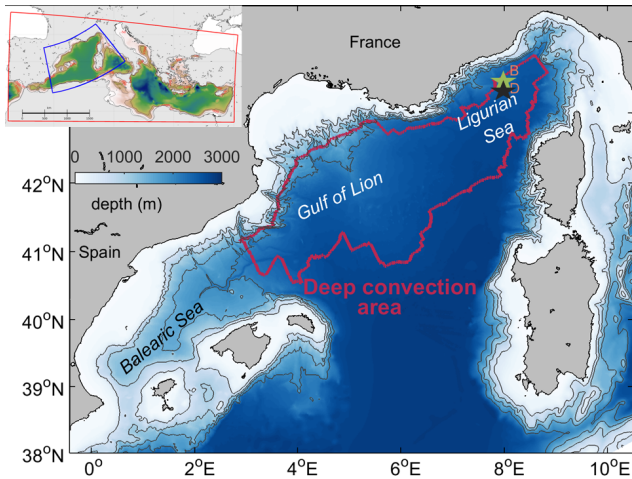 France
B
D
Ligurian
Sea
0 1000 2000 3000
depth (m)
42°N
Gulf of Lion
41°N
Spain
Deep convection
area
40°N
Balearic Sea
39°N
38°N
0° 2°E 4°E 6°E 8°E 10°E